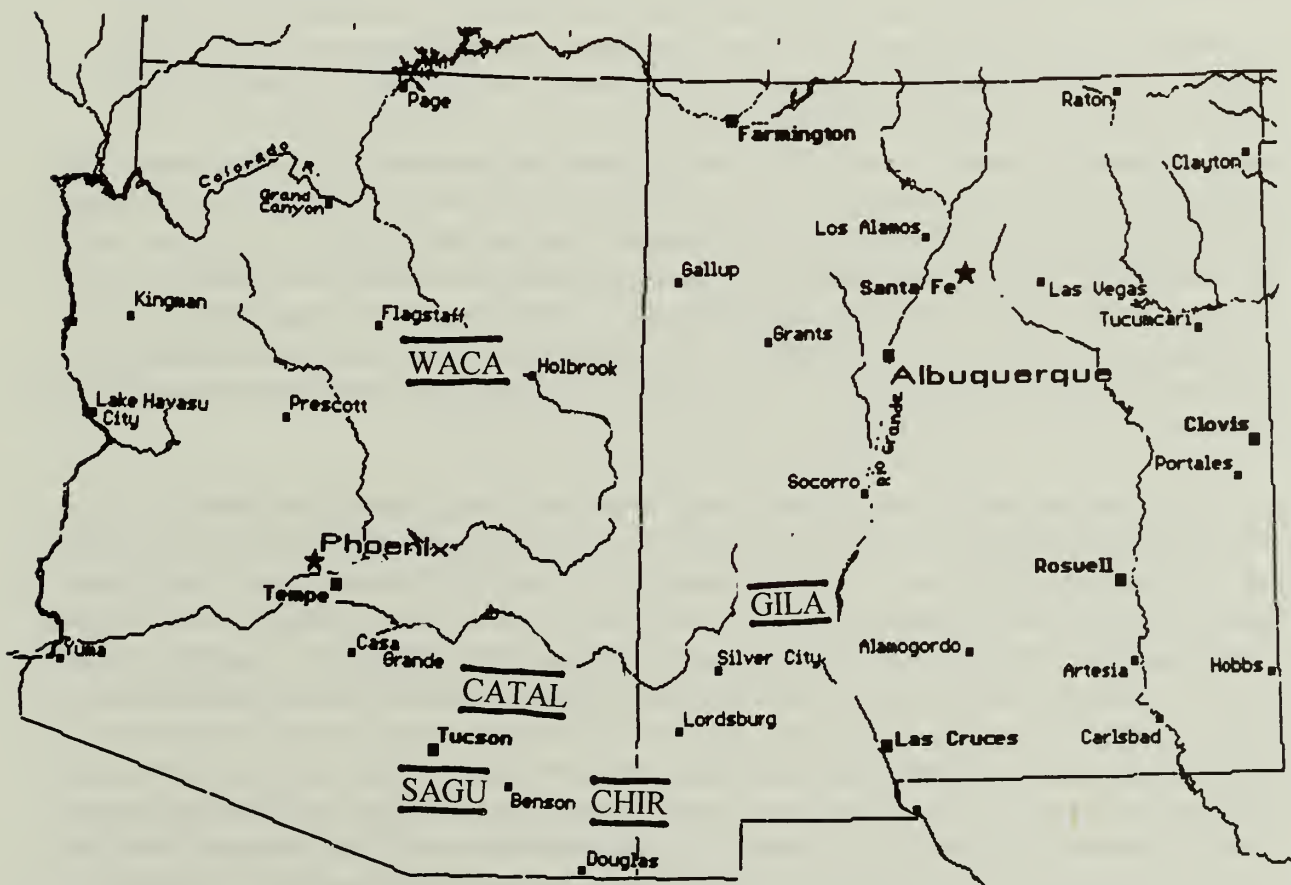 Page
Farmington
Raton
Clayton
Colorado R.
Grand
Canyon
Los Alamos
Santa Fe
Las Vegas
Tucumcari
Gallup
Kingman
Flagstaff
Grants
WACA
Holbrook
Albuquerque
Lake Havasu
City
Prescott
Rio Grande
Clovis
Portales
Socorro
Phoenix
Tempe
GILA
Roswell
Yuma
Casa
Grande
Silver City
Alamogordo
Artesia
Hobbs
CATAL
Lordsburg
Tucson
Las Cruces
Carlsbad
SAGU
Benson
CHIR
Douglas